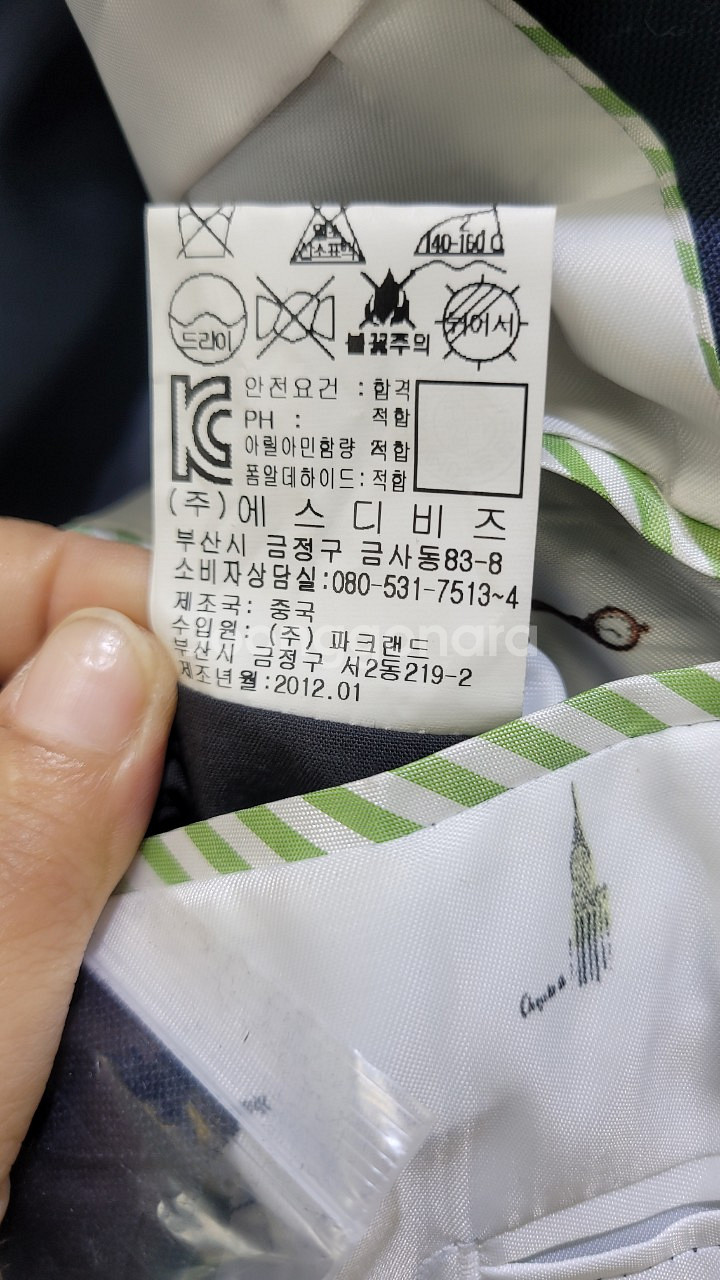 염소
산소표백
2
140-160℃
드라이
불꽃주의
뉘어서
안전요건 : 합격
PH : 적합
아릴아민함량 적합
폼알데하이드: 적합
(주)에 스 디 비 즈
부산시 금정구 금사동83-8
소비자상담실:080-531-7513~4
제조국: 중국
수입원: (주) 파크랜드
부산시 금정구 서2동219-2
제조년월:2012.01